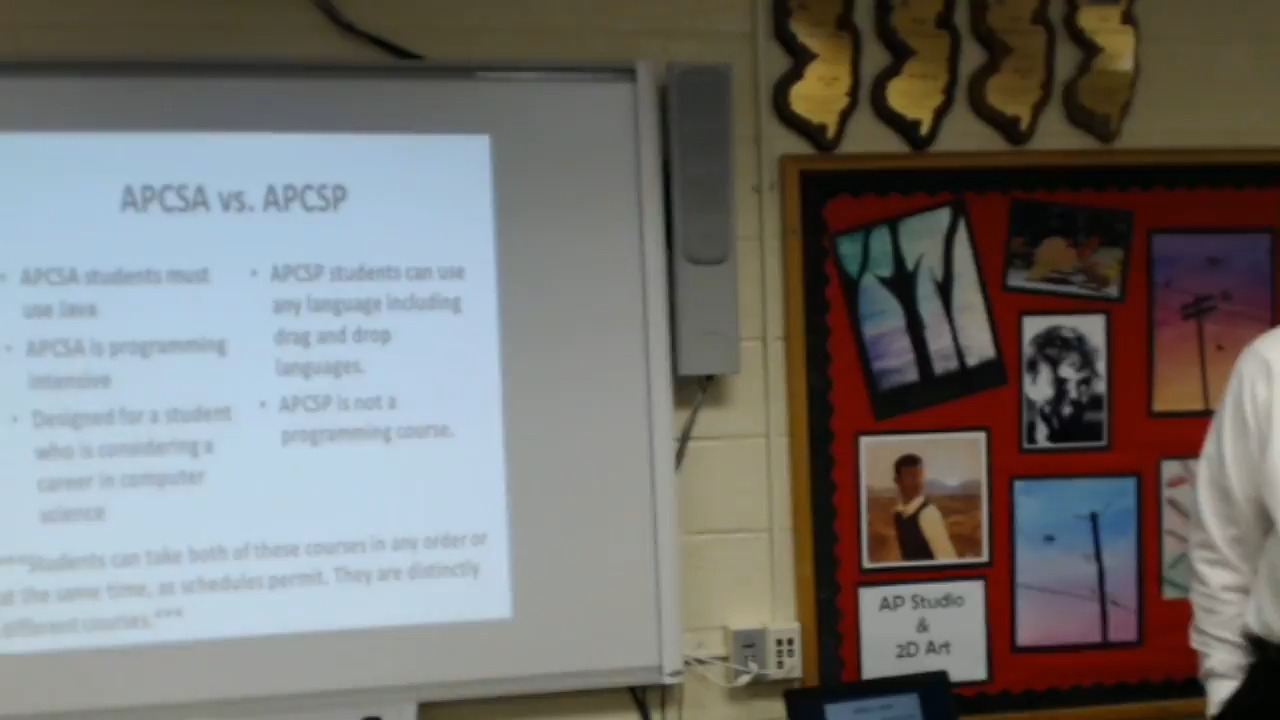 APCSA vs. APCSP
• APCSA students must
use Java
• APCSA is programming
intensive
• Designed for a student
who is considering a
career in computer
science
• APCSP students can use
any language including
drag and drop
languages.
• APCSP is not a
programming course.
***Students can take both of these courses in any order or
at the same time, as schedules permit. They are distinctly
different courses.***
AP Studio
&
2D Art